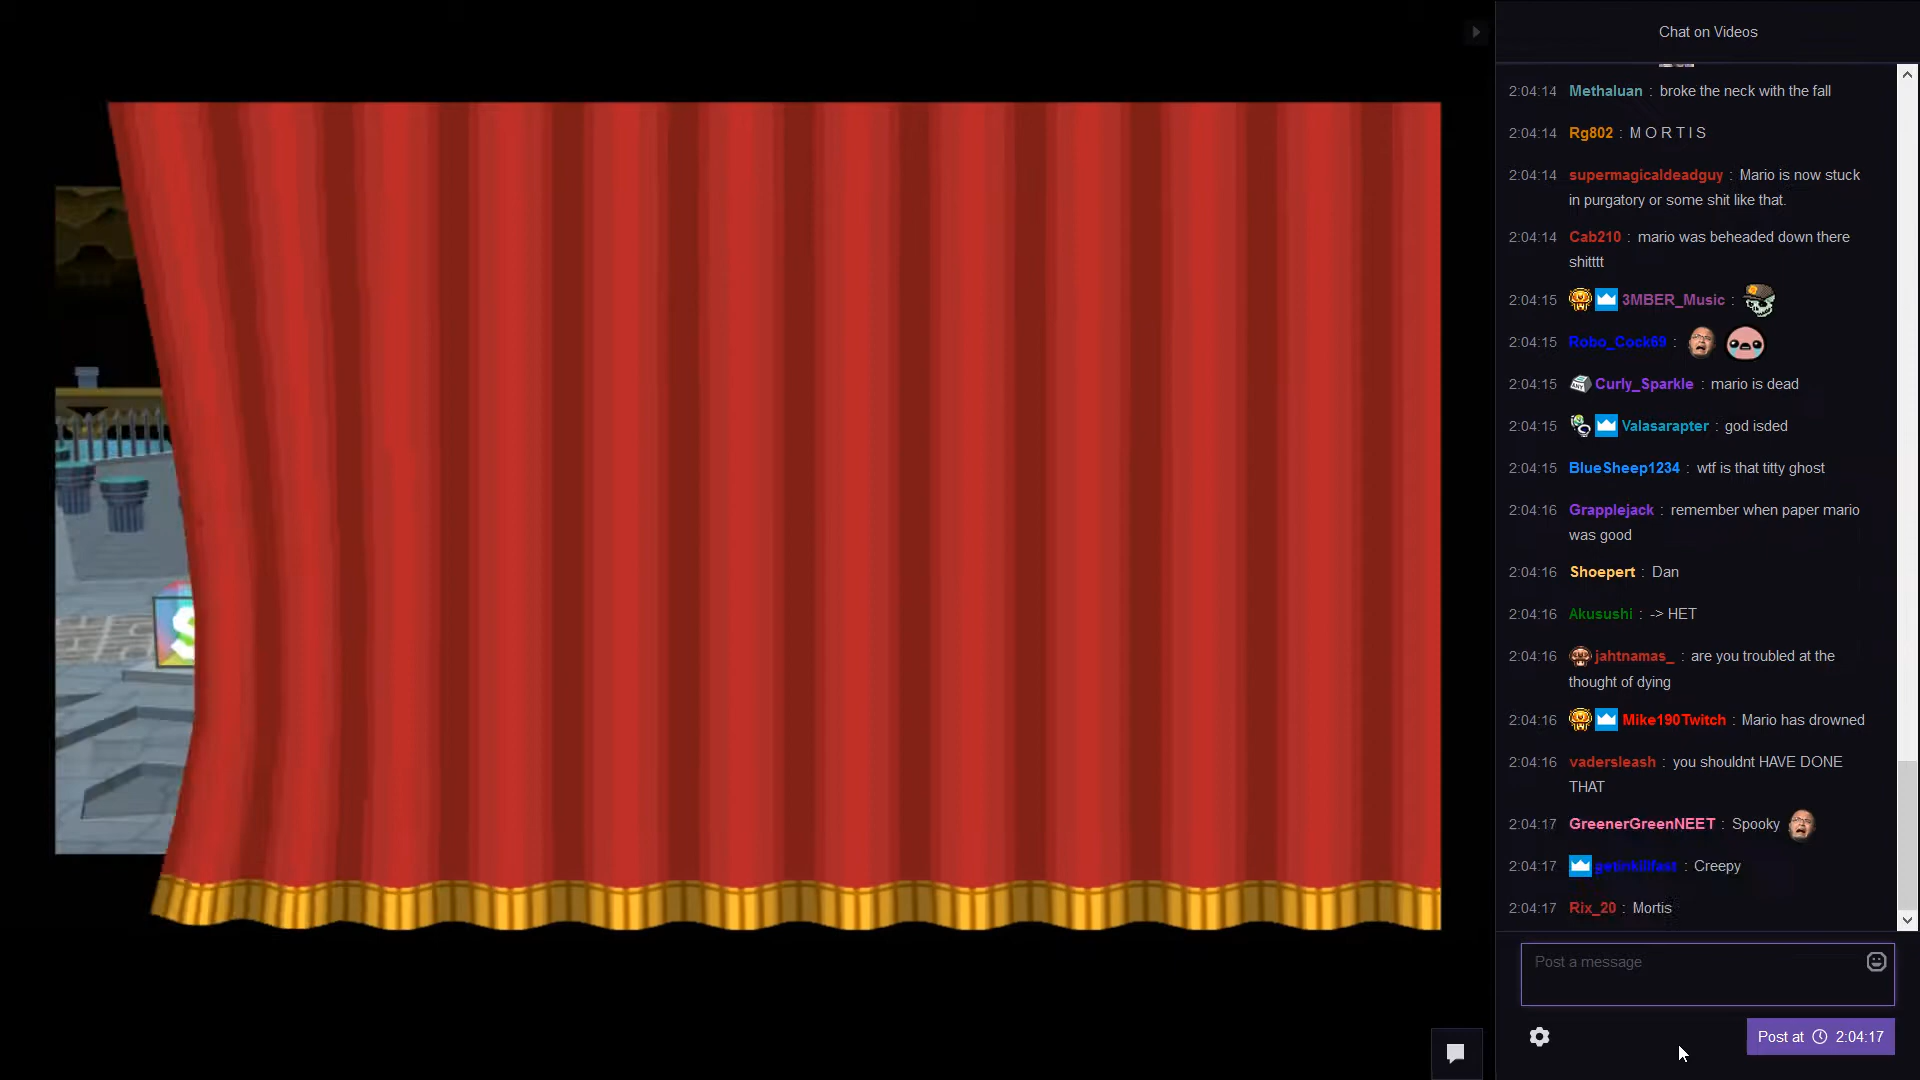 Chat on Videos
2:04:14 Methaluan : broke the neck with the fall
2:04:14 Rg802 : M O R T I S
2:04:14 supermagicaldeadguy : Mario is now stuck
in purgatory or some shit like that.
2:04:14 Cab210 : mario was beheaded down there
shitttt
2:04:15 3MBER_Music :
2:04:15 Robo_Cock69 :
2:04:15 Curly_Sparkle : mario is dead
2:04:15 Valasarapter : god isded
2:04:15 BlueSheep1234 : wtf is that titty ghost
2:04:16 Grapplejack : remember when paper mario
was good
2:04:16 Shoepert : Dan
2:04:16 Akusushi : -> HET
2:04:16 jahtnamas_ : are you troubled at the
thought of dying
2:04:16 Mike190Twitch : Mario has drowned
2:04:16 vadersleash : you shouldnt HAVE DONE
THAT
2:04:17 GreenerGreenNEET : Spooky
2:04:17 getinkillfast : Creepy
2:04:17 Rix_20 : Mortis
Post a message
Post at 2:04:17
S